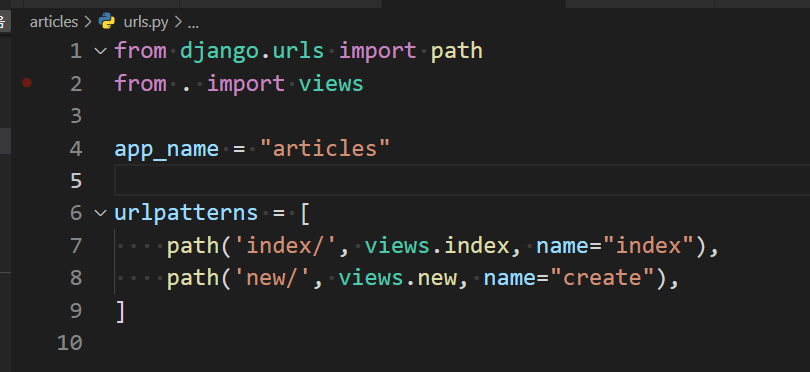 articles > urls.py > ...
1 from django.urls import path
2 from . import views
3
4 app_name = "articles"
5
6 urlpatterns = [
7     path('index/', views.index, name="index"),
8     path('new/', views.new, name="create"),
9 ]
10